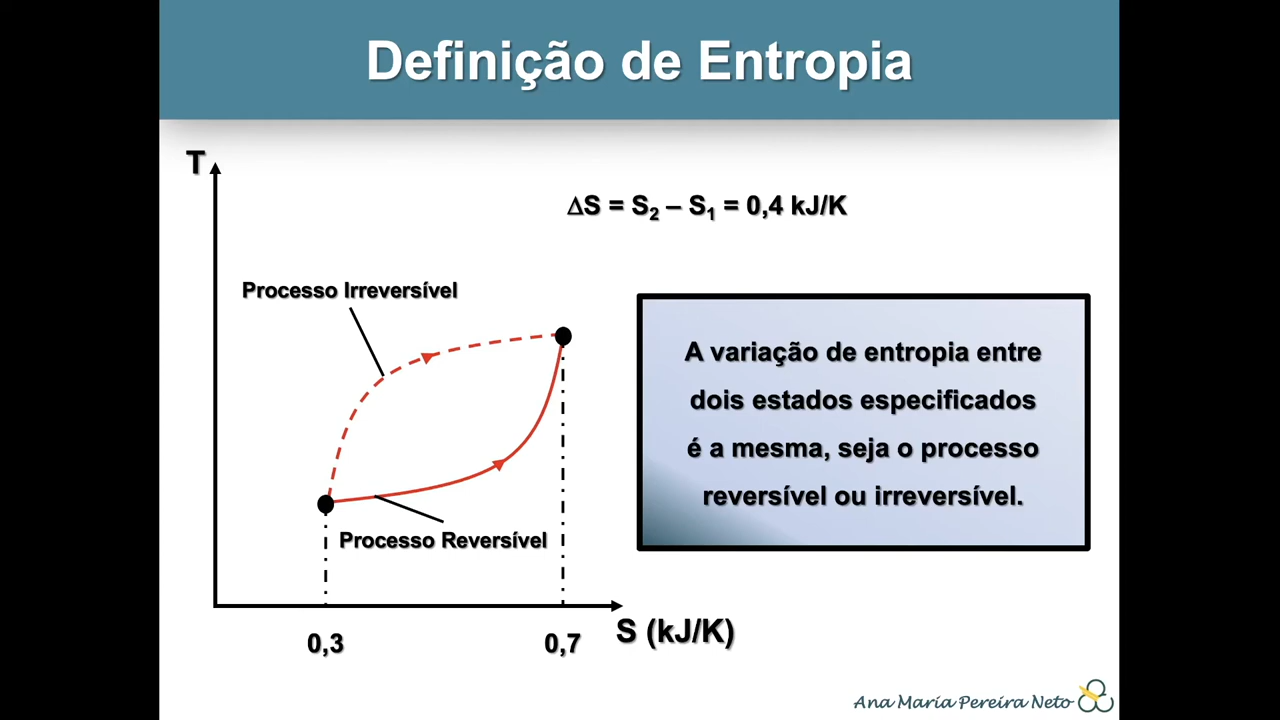 Definição de Entropia
T
∆S = S₂ – S₁ = 0,4 kJ/K
Processo Irreversível
A variação de entropia entre
dois estados especificados
é a mesma, seja o processo
reversível ou irreversível.
Processo Reversível
0,3
0,7
S (kJ/K)
Ana Maria Pereira Neto